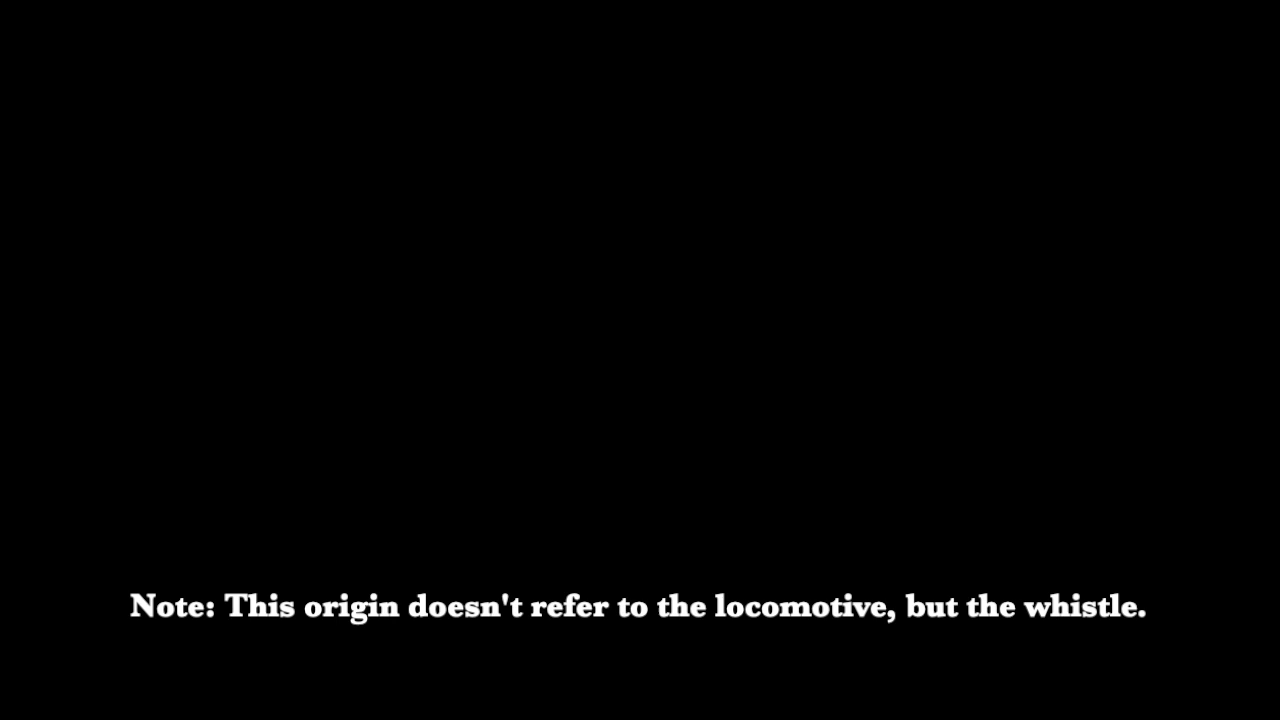 Note: This origin doesn't refer to the locomotive, but the whistle.